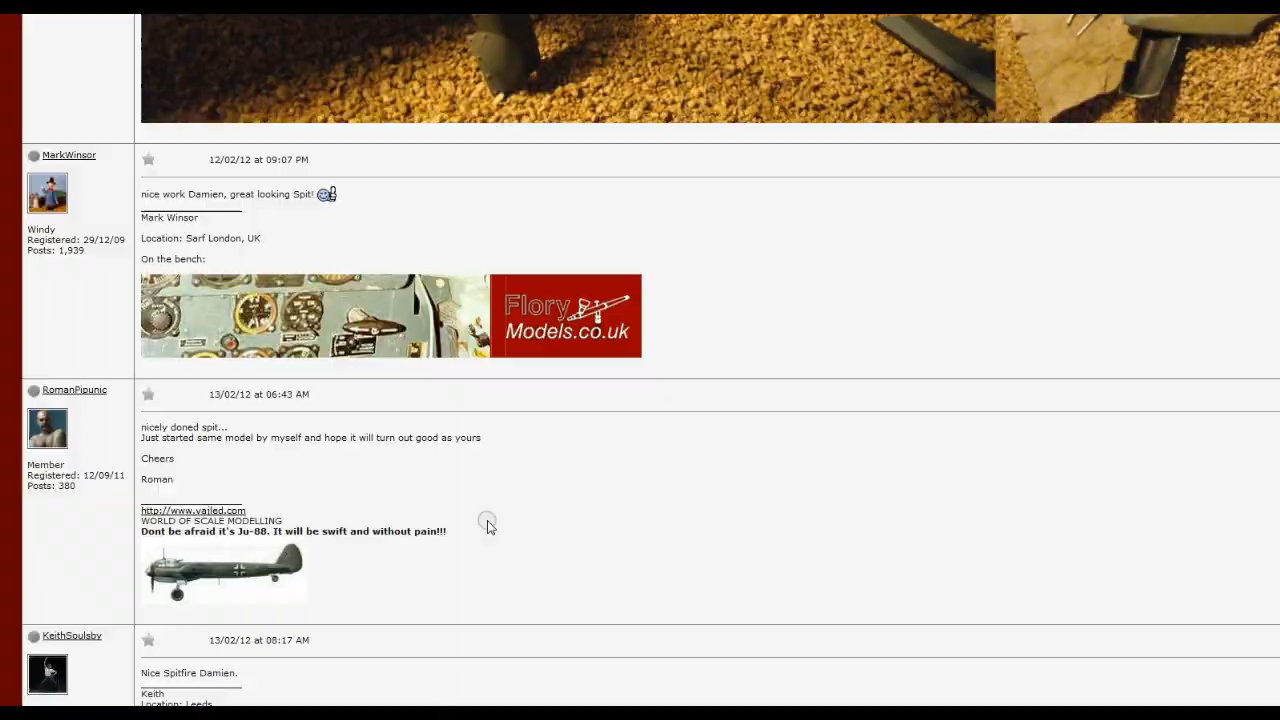 MarkWinsor
12/02/12 at 09:07 PM
nice work Damien, great looking Spit!
Mark Winsor
Windy
Registered: 29/12/09
Posts: 1,939
Location: Sarf London, UK
On the bench:
Flory
Models.co.uk
RomanPipunic
13/02/12 at 06:43 AM
nicely doned spit...
Just started same model by myself and hope it will turn out good as yours
Cheers
Member
Registered: 12/09/11
Posts: 380
Roman
http://www.vajled.com
WORLD OF SCALE MODELLING
Dont be afraid it's Ju-88. It will be swift and without pain!!!
KeithSoulsby
13/02/12 at 08:17 AM
Nice Spitfire Damien.
Keith
Location: Leeds